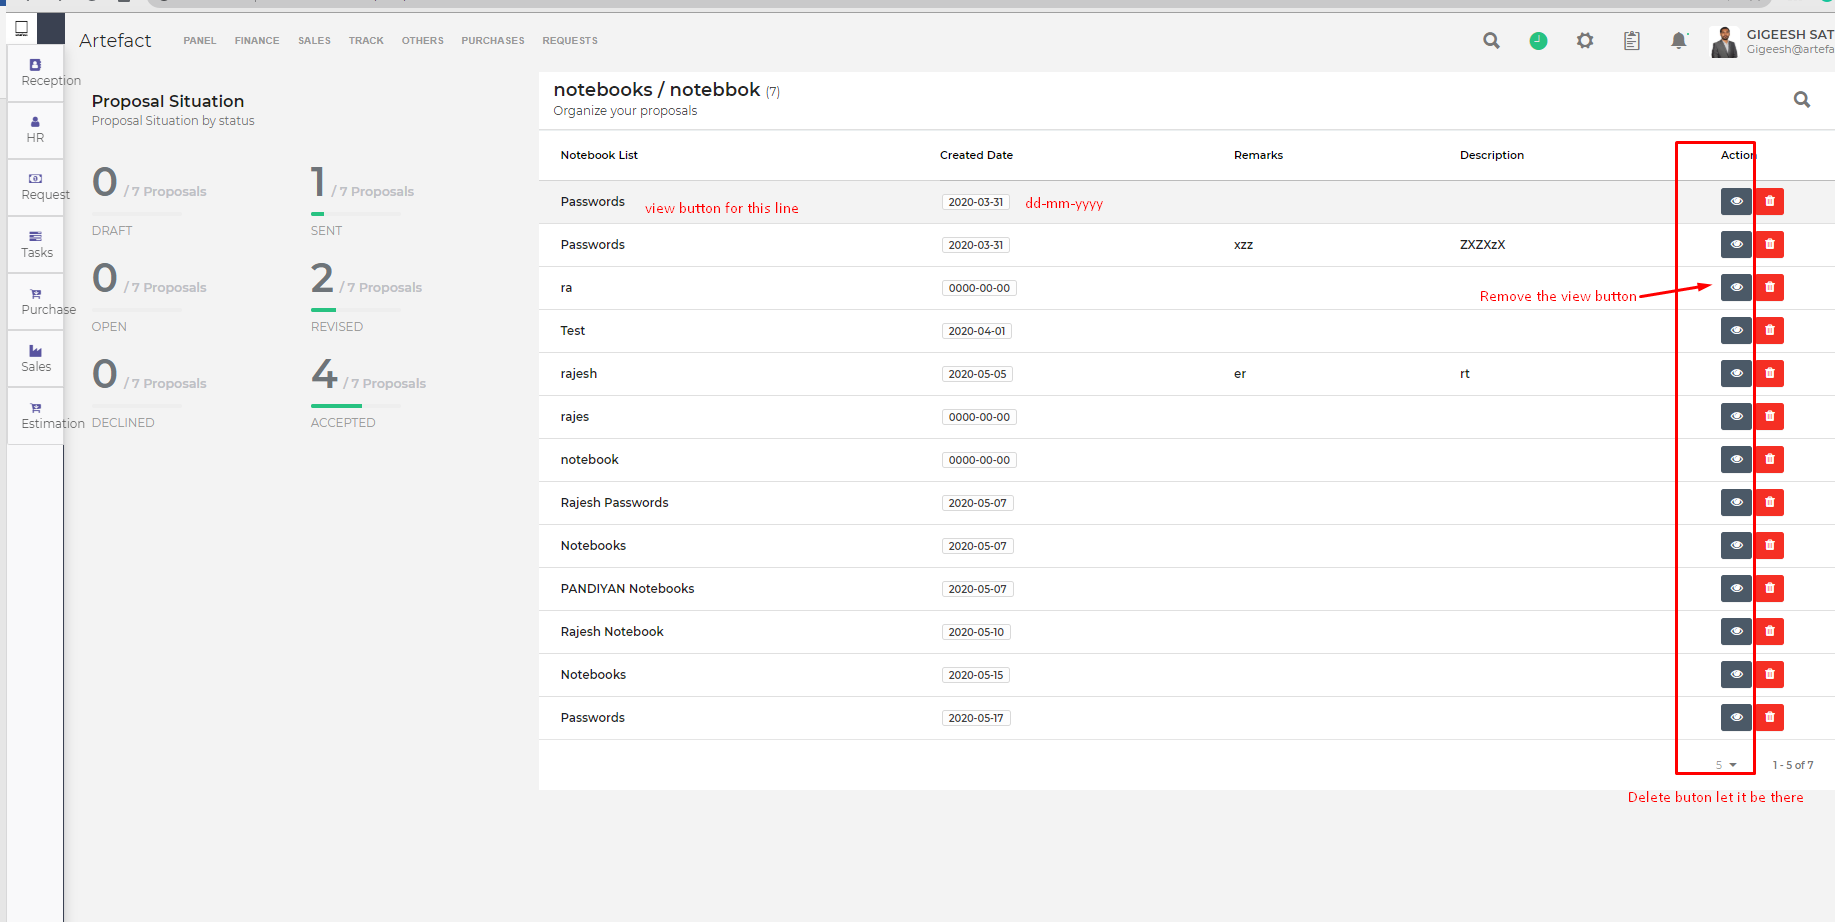 Artefact PANEL FINANCE SALES TRACK OTHERS PURCHASES REQUESTS
GIGEESH SAT
Gigeesh@artefa
Reception
HR
Request
Tasks
Purchase
Sales
Estimation
Proposal Situation
Proposal Situation by status
0 / 7 Proposals
DRAFT
1 / 7 Proposals
SENT
0 / 7 Proposals
OPEN
2 / 7 Proposals
REVISED
0 / 7 Proposals
DECLINED
4 / 7 Proposals
ACCEPTED
notebooks / notebbok (7)
Organize your proposals
Notebook List Created Date Remarks Description Action
Passwords view button for this line 2020-03-31 dd-mm-yyyy
Passwords 2020-03-31 xzz ZXZXzX
ra 0000-00-00
Remove the view button
Test 2020-04-01
rajesh 2020-05-05 er rt
rajes 0000-00-00
notebook 0000-00-00
Rajesh Passwords 2020-05-07
Notebooks 2020-05-07
PANDIYAN Notebooks 2020-05-07
Rajesh Notebook 2020-05-10
Notebooks 2020-05-15
Passwords 2020-05-17
5 1 - 5 of 7
Delete buton let it be there